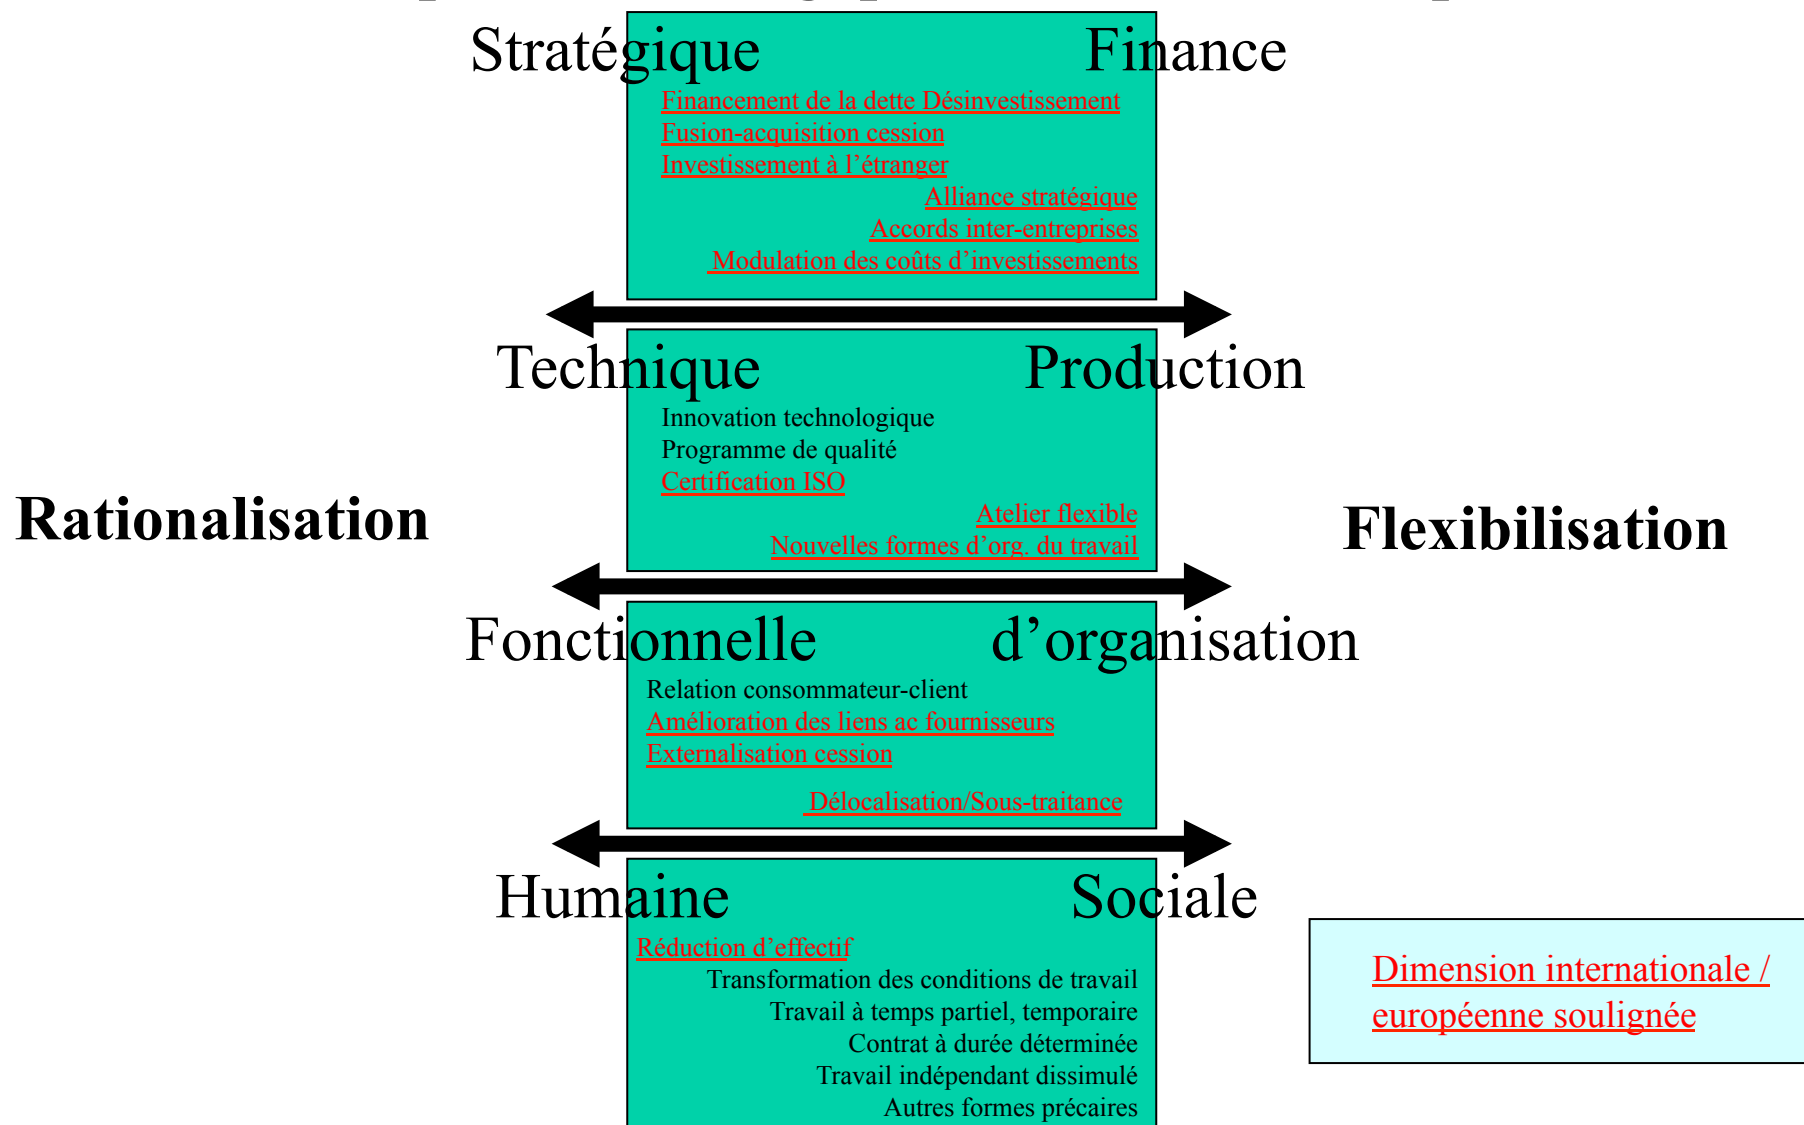 Stratégique Finance
Financement de la dette Désinvestissement
Fusion-acquisition cession
Investissement à l’étranger
Alliance stratégique
Accords inter-entreprises
Modulation des coûts d’investissements
Technique Production
Innovation technologique
Programme de qualité
Certification ISO
Atelier flexible
Nouvelles formes d’org. du travail
Rationalisation
Flexibilisation
Fonctionnelle d’organisation
Relation consommateur-client
Amélioration des liens ac fournisseurs
Externalisation cession
Délocalisation/Sous-traitance
Humaine Sociale
Réduction d’effectif
Transformation des conditions de travail
Travail à temps partiel, temporaire
Contrat à durée déterminée
Travail indépendant dissimulé
Autres formes précaires
Dimension internationale /
européenne soulignée